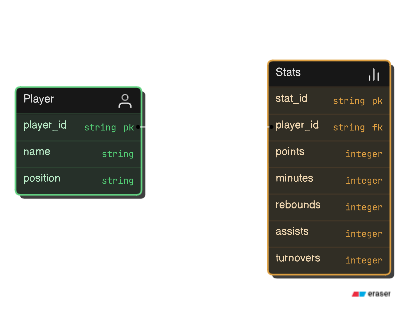 Player
player_id string pk
name string
position string
Stats
stat_id string pk
player_id string fk
points integer
minutes integer
rebounds integer
assists integer
turnovers integer
eraser